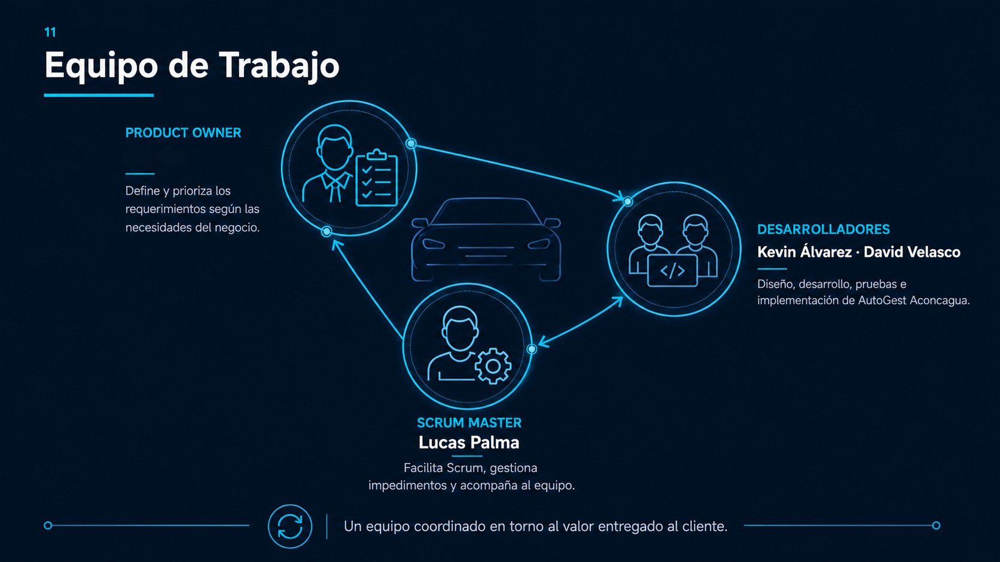 11
Equipo de Trabajo
PRODUCT OWNER
Define y prioriza los
requerimientos según las
necesidades del negocio.
DESARROLLADORES
Kevin Álvarez · David Velasco
Diseño, desarrollo, pruebas e
implementación de AutoGest Aconcagua.
</>
SCRUM MASTER
Lucas Palma
Facilita Scrum, gestiona
impedimentos y acompaña al equipo.
Un equipo coordinado en torno al valor entregado al cliente.